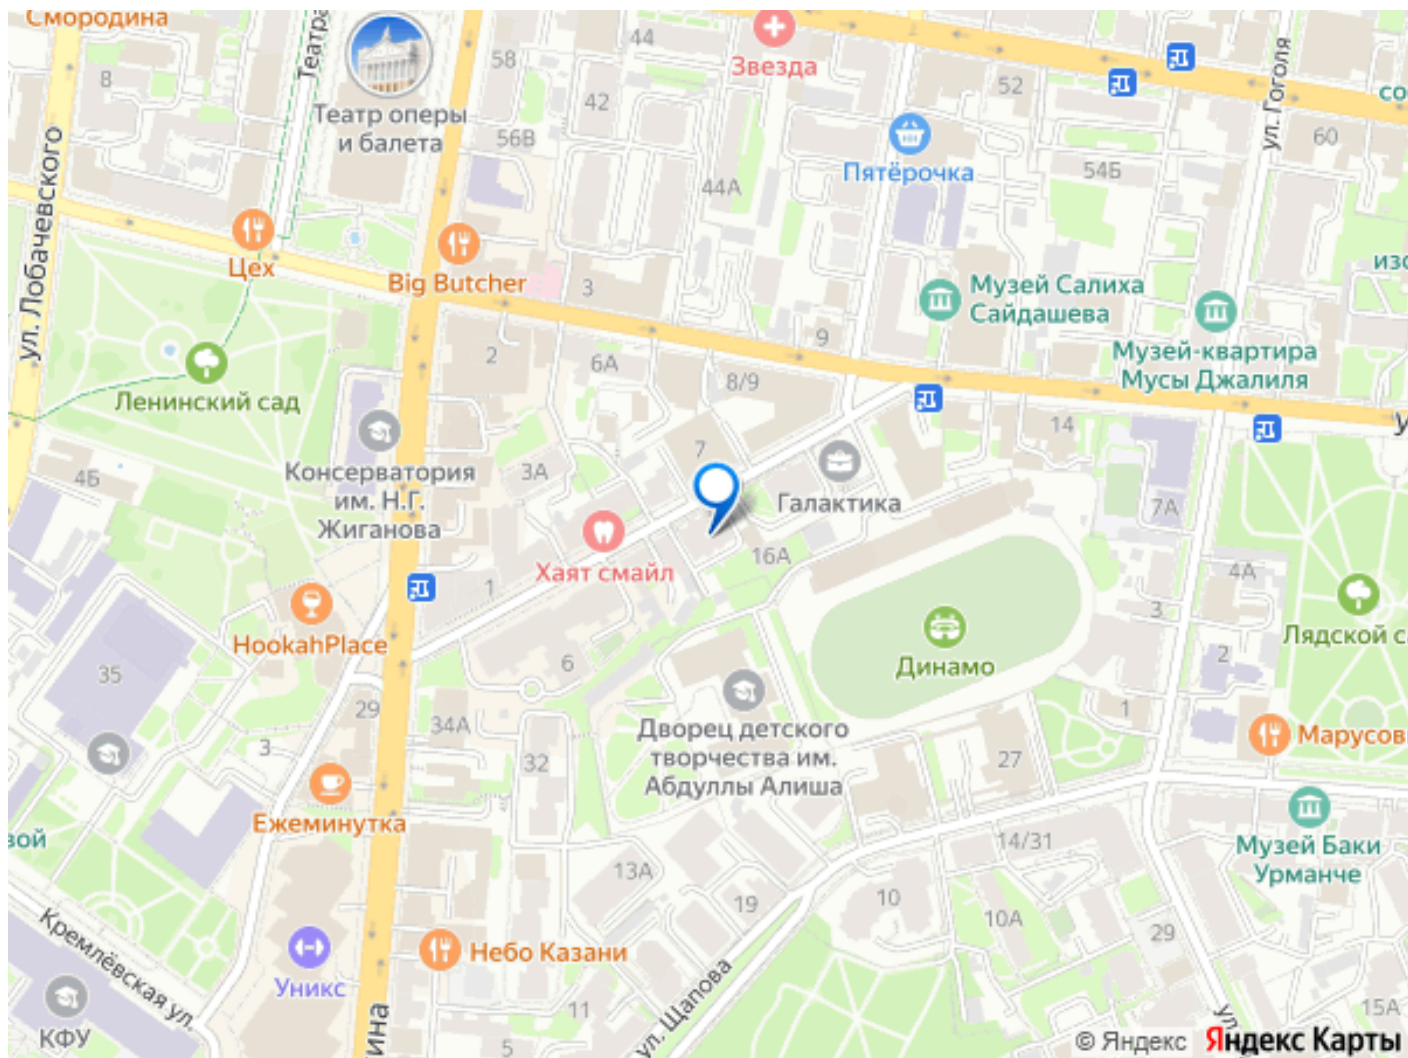 Смородина
Театра
44
Звезда
ул. Гоголя
58
8
52
со
Театр оперы
и балета
42
56В
60
Пятёрочка
54Б
44А
ул. Лобачевского
Цех
Big Butcher
3
изо
Музей Салиха
Сайдашева
9
2
6А
Музей-квартира
Мусы Джалиля
8/9
Ленинский сад
у
14
7
Консерватория
им. Н.Г.
Жиганова
4Б
3А
Галактика
7А
16А
Хаят смайл
4А
1
3
HookahPlace
Лядской са
6
Динамо
2
35
29
34А
1
Дворец детского
творчества им.
Абдуллы Алиша
Марусовк
3
32
27
Ежеминутка
вой
14/31
Музей Баки
Урманче
13А
19
10
10А
29
Кремлёвская ул.
Небо Казани
Уникс
ул. Щапова
11
15А
КФУ
ина
5
ул.
© Яндекс Яндекс Карты